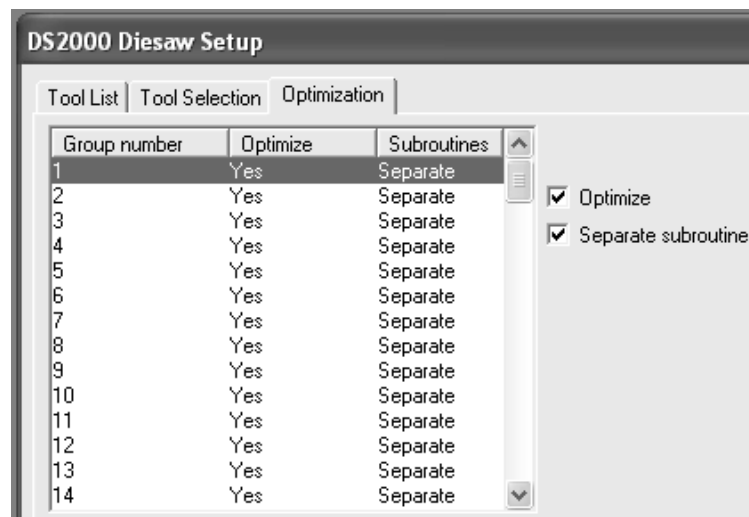 DS2000 Diesaw Setup
Tool List Tool Selection Optimization
Group number Optimize Subroutines
1 Yes Separate
2 Yes Separate
3 Yes Separate
4 Yes Separate
5 Yes Separate
6 Yes Separate
7 Yes Separate
8 Yes Separate
9 Yes Separate
10 Yes Separate
11 Yes Separate
12 Yes Separate
13 Yes Separate
14 Yes Separate
Optimize
Separate subroutine